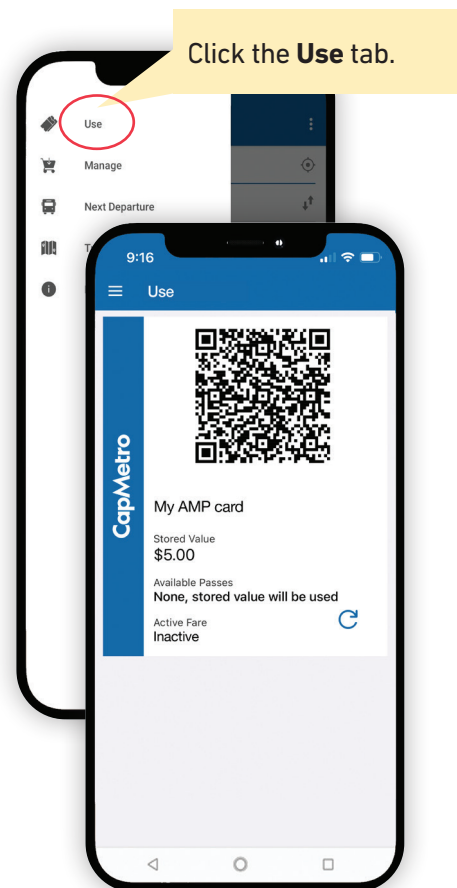 Click the Use tab.
Use
Manage
Next Departure
9:16
Use
CapMetro
My AMP card
Stored Value
$5.00
Available Passes
None, stored value will be used
Active Fare
Inactive